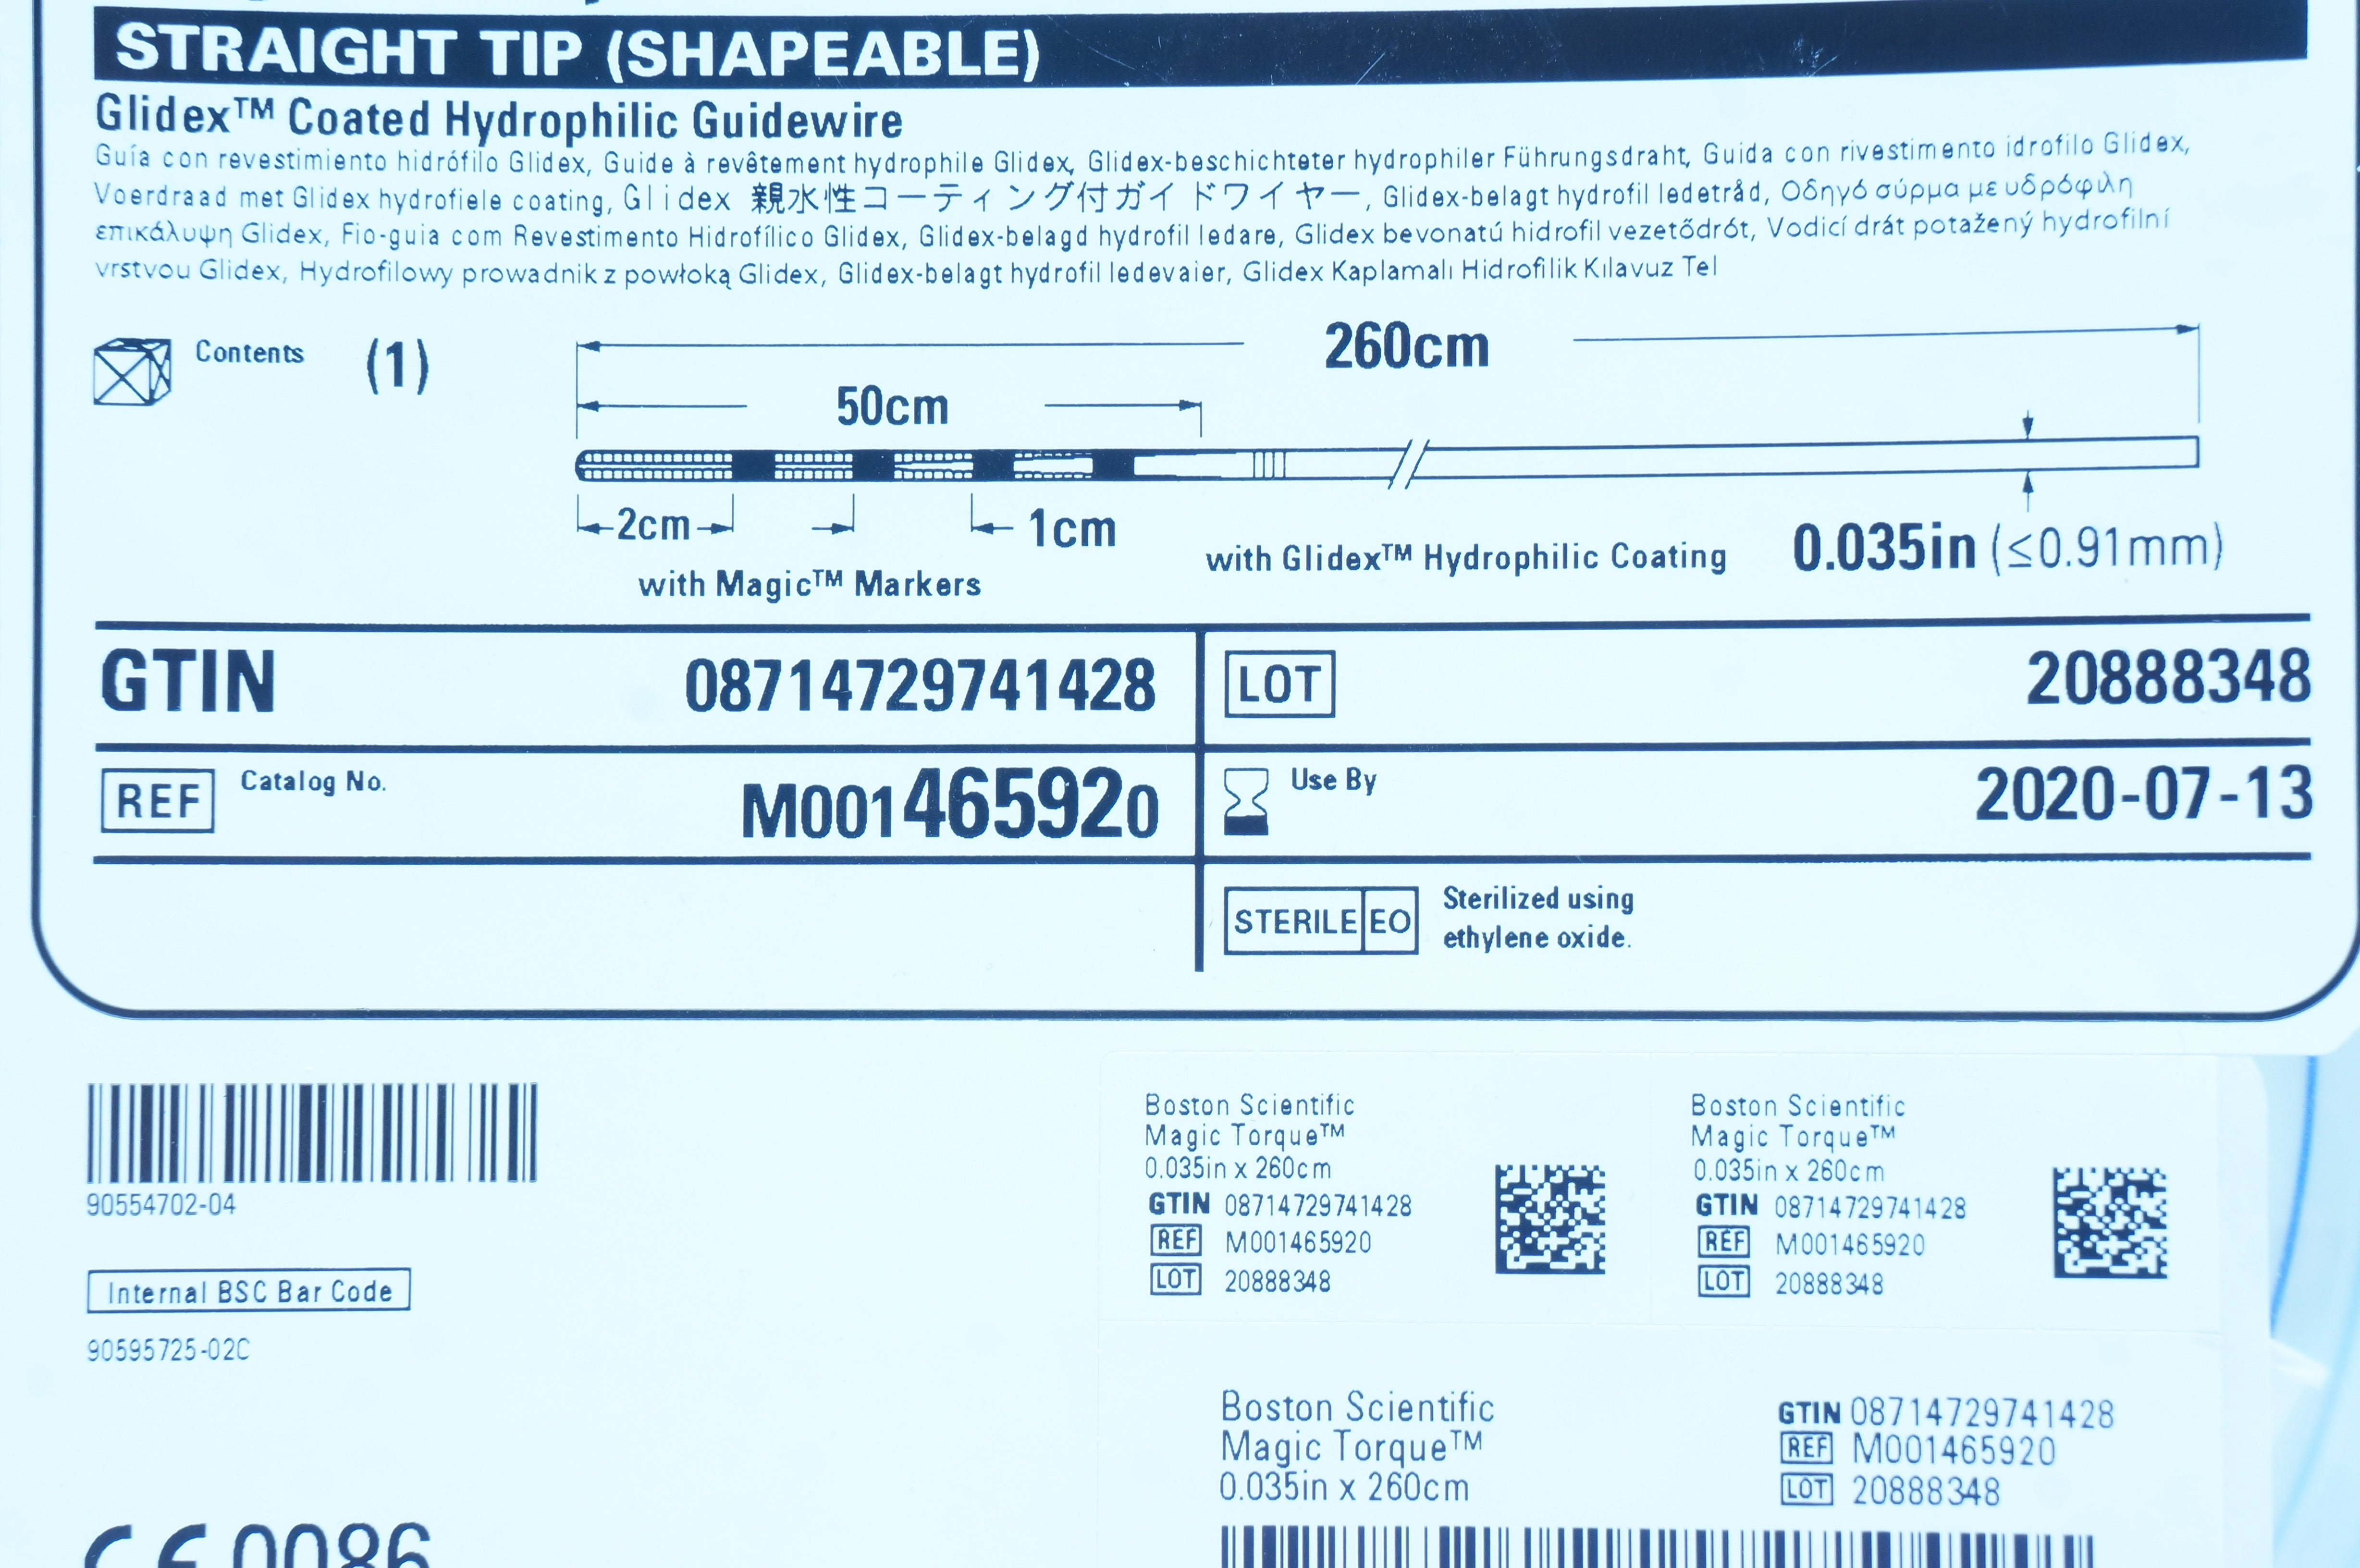 STRAIGHT TIP (SHAPEABLE)
Glidex™ Coated Hydrophilic Guidewire
Guía con revestimiento hidrófilo Glidex, Guide à revêtement hydrophile Glidex, Glidex-beschichteter hydrophiler Führungsdraht, Guida con rivestimento idrofilo Glidex,
Voerdraad met Glidex hydrofiele coating, Glidex 親水性コーティング付ガイドワイヤー, Glidex-belagt hydrofil ledetråd, Οδηγό σύρμα με υδρόφιλη
επικάλυψη Glidex, Fio-guia com Revestimento Hidrofílico Glidex, Glidex-belagd hydrofil ledare, Glidex bevonatú hidrofil vezetődrót, Vodicí drát potažený hydrofilní
vrstvou Glidex, Hydrofilowy prowadnik z powłoką Glidex, Glidex-belagt hydrofil ledevaier, Glidex Kaplamalı Hidrofilik Kılavuz Tel
Contents (1)
260cm
50cm
2cm
1cm
with Magic™ Markers
with Glidex™ Hydrophilic Coating
0.035in (≤0.91mm)
GTIN 08714729741428
LOT 20888348
REF Catalog No. M001465920
Use By 2020-07-13
STERILE EO Sterilized using
ethylene oxide.
90554702-04
Internal BSC Bar Code
90595725-02C
Boston Scientific
Magic Torque™
0.035in x 260cm
GTIN 08714729741428
REF M001465920
LOT 20888348
Boston Scientific
Magic Torque™
0.035in x 260cm
GTIN 08714729741428
REF M001465920
LOT 20888348
Boston Scientific
Magic Torque™
0.035in x 260cm
GTIN 08714729741428
REF M001465920
LOT 20888348
CE 0086